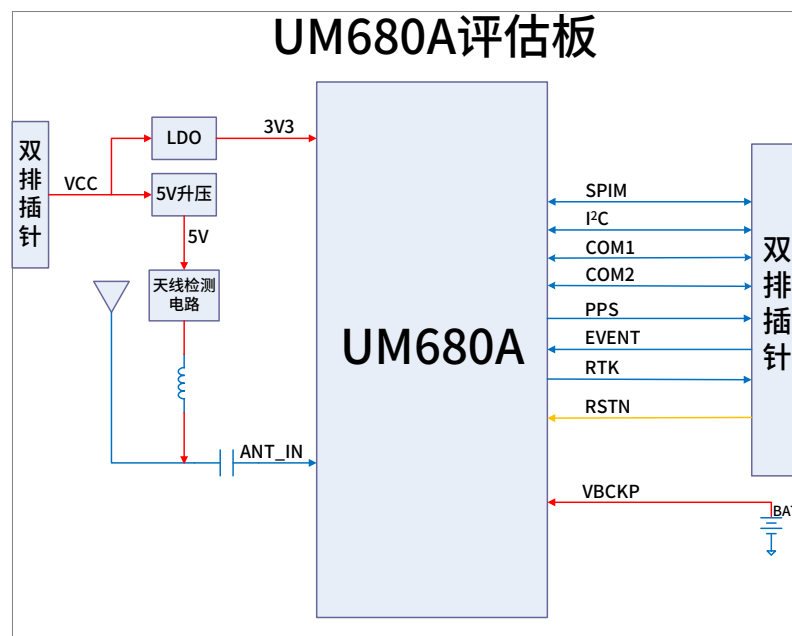 UM680A评估板
双排插针
VCC
LDO
3V3
5V升压
5V
天线检测
电路
ANT_IN
UM680A
SPIM
I²C
COM1
COM2
PPS
EVENT
RTK
RSTN
VBCKP
双排插针
BAT